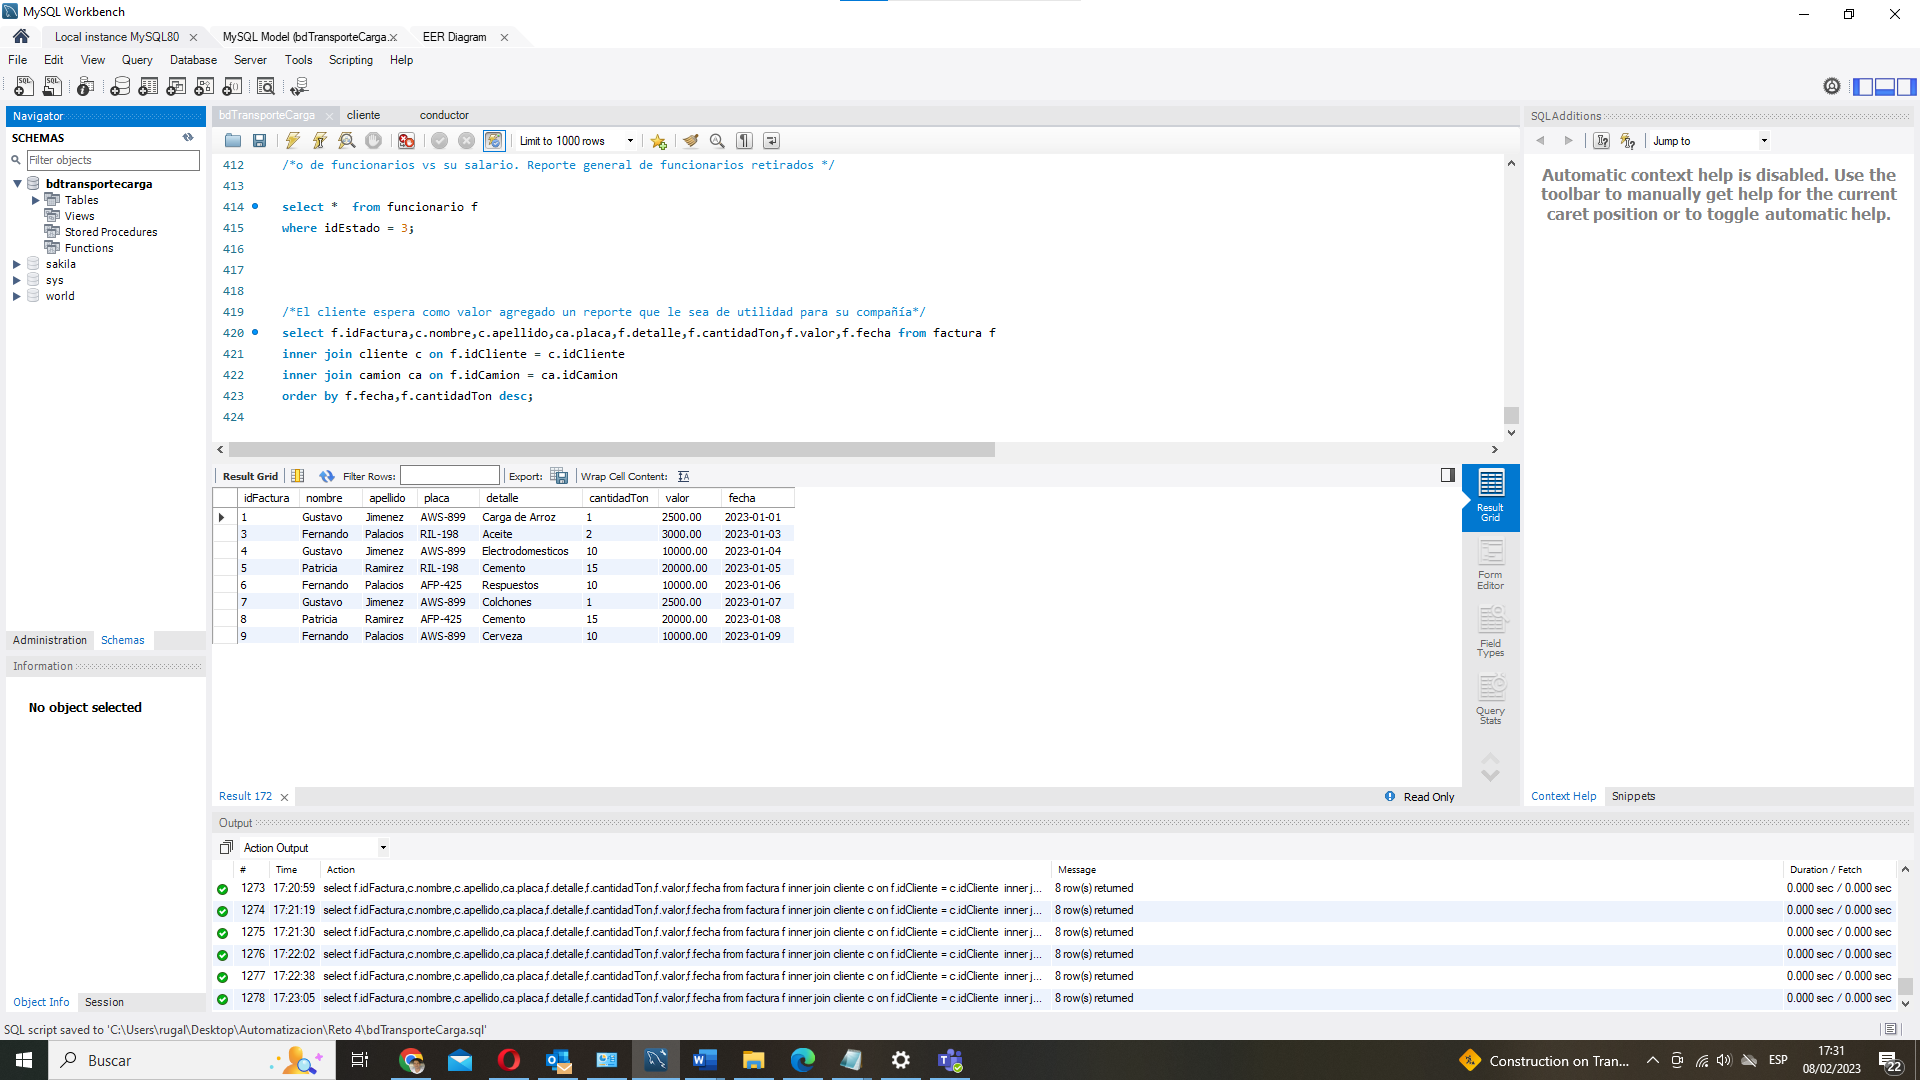 MySQL Workbench
Local instance MySQL80
MySQL Model (bdTransporteCarga.
EER Diagram
File Edit View Query Database Server Tools Scripting Help
Navigator
SCHEMAS
Filter objects
bdtransportecarga
Tables
Views
Stored Procedures
Functions
sakila
sys
world
Administration Schemas
Information
No object selected
Object Info Session
bdTransporteCarga cliente conductor
Limit to 1000 rows
412 /*o de funcionarios vs su salario. Reporte general de funcionarios retirados */
413
414 select * from funcionario f
415 where idEstado = 3;
416
417
418
419 /*El cliente espera como valor agregado un reporte que le sea de utilidad para su compañía*/
420 select f.idFactura,c.nombre,c.apellido,ca.placa,f.detalle,f.cantidadTon,f.valor,f.fecha from factura f
421 inner join cliente c on f.idCliente = c.idCliente
422 inner join camion ca on f.idCamion = ca.idCamion
423 order by f.fecha,f.cantidadTon desc;
424
Result Grid Filter Rows: Export: Wrap Cell Content:
idFactura nombre apellido placa detalle cantidadTon valor fecha
1 Gustavo Jimenez AWS-899 Carga de Arroz 1 2500.00 2023-01-01
3 Fernando Palacios RIL-198 Aceite 2 3000.00 2023-01-03
4 Gustavo Jimenez AWS-899 Electrodomesticos 10 10000.00 2023-01-04
5 Patricia Ramirez RIL-198 Cemento 15 20000.00 2023-01-05
6 Fernando Palacios AFP-425 Respuestos 10 10000.00 2023-01-06
7 Gustavo Jimenez AWS-899 Colchones 1 2500.00 2023-01-07
8 Patricia Ramirez AFP-425 Cemento 15 20000.00 2023-01-08
9 Fernando Palacios AWS-899 Cerveza 10 10000.00 2023-01-09
Result
Grid
Form
Editor
Field
Types
Query
Stats
Result 172
Read Only
SQLAdditions
Jump to
Automatic context help is disabled. Use the
toolbar to manually get help for the current
caret position or to toggle automatic help.
Context Help Snippets
Output
Action Output
# Time Action Message Duration / Fetch
1273 17:20:59 select f.idFactura,c.nombre,c.apellido,ca.placa,f.detalle,f.cantidadTon,f.valor,f.fecha from factura f inner join cliente c on f.idCliente = c.idCliente inner j... 8 row(s) returned 0.000 sec / 0.000 sec
1274 17:21:19 select f.idFactura,c.nombre,c.apellido,ca.placa,f.detalle,f.cantidadTon,f.valor,f.fecha from factura f inner join cliente c on f.idCliente = c.idCliente inner j... 8 row(s) returned 0.000 sec / 0.000 sec
1275 17:21:30 select f.idFactura,c.nombre,c.apellido,ca.placa,f.detalle,f.cantidadTon,f.valor,f.fecha from factura f inner join cliente c on f.idCliente = c.idCliente inner j... 8 row(s) returned 0.000 sec / 0.000 sec
1276 17:22:02 select f.idFactura,c.nombre,c.apellido,ca.placa,f.detalle,f.cantidadTon,f.valor,f.fecha from factura f inner join cliente c on f.idCliente = c.idCliente inner j... 8 row(s) returned 0.000 sec / 0.000 sec
1277 17:22:38 select f.idFactura,c.nombre,c.apellido,ca.placa,f.detalle,f.cantidadTon,f.valor,f.fecha from factura f inner join cliente c on f.idCliente = c.idCliente inner j... 8 row(s) returned 0.000 sec / 0.000 sec
1278 17:23:05 select f.idFactura,c.nombre,c.apellido,ca.placa,f.detalle,f.cantidadTon,f.valor,f.fecha from factura f inner join cliente c on f.idCliente = c.idCliente inner j... 8 row(s) returned 0.000 sec / 0.000 sec
SQL script saved to 'C:\Users\rugal\Desktop\Automatizacion\Reto 4\bdTransporteCarga.sql'
Buscar
Construction on Tran...
ESP
17:31
08/02/2023
22